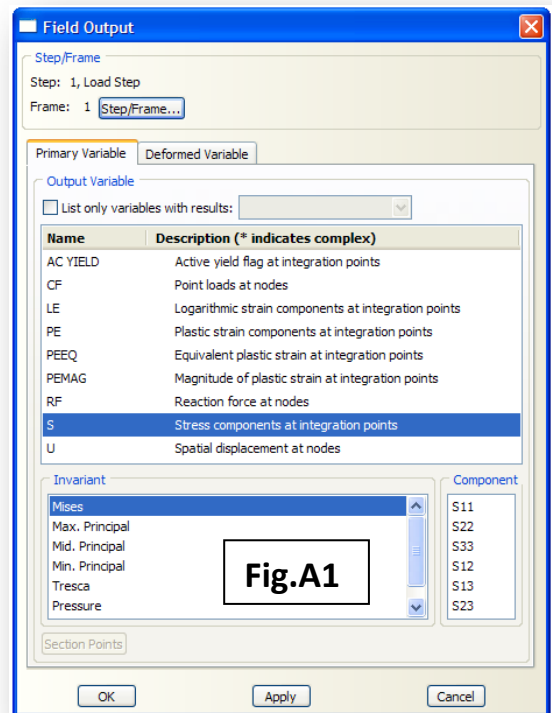 Field Output
Step/Frame
Step: 1, Load Step
Frame: 1 Step/Frame...
Primary Variable Deformed Variable
Output Variable
List only variables with results:
Name Description (* indicates complex)
AC YIELD Active yield flag at integration points
CF Point loads at nodes
LE Logarithmic strain components at integration points
PE Plastic strain components at integration points
PEEQ Equivalent plastic strain at integration points
PEMAG Magnitude of plastic strain at integration points
RF Reaction force at nodes
S Stress components at integration points
U Spatial displacement at nodes
Invariant Component
Mises S11
Max. Principal S22
Mid. Principal S33
Min. Principal S12
Tresca S13
Pressure S23
Fig.A1
Section Points
OK Apply Cancel